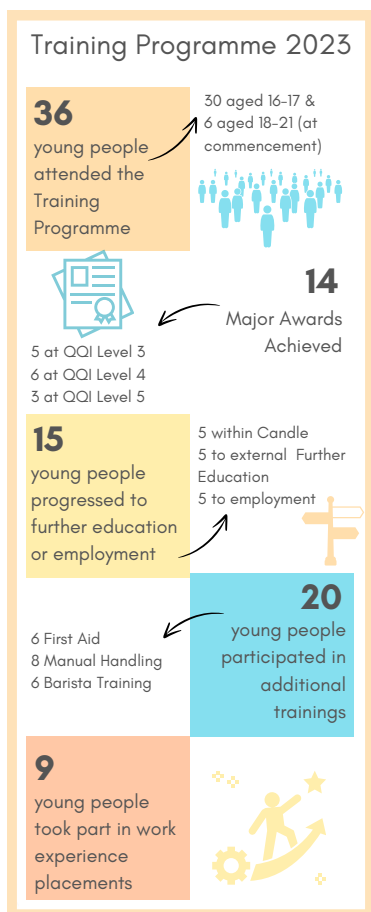 Training Programme 2023
36
young people
attended the
Training
Programme
30 aged 16-17 &
6 aged 18-21 (at
commencement)
14
Major Awards
Achieved
5 at QQI Level 3
6 at QQI Level 4
3 at QQI Level 5
15
young people
progressed to
further education
or employment
5 within Candle
5 to external Further
Education
5 to employment
20
young people
participated in
additional
trainings
6 First Aid
8 Manual Handling
6 Barista Training
9
young people
took part in work
experience
placements